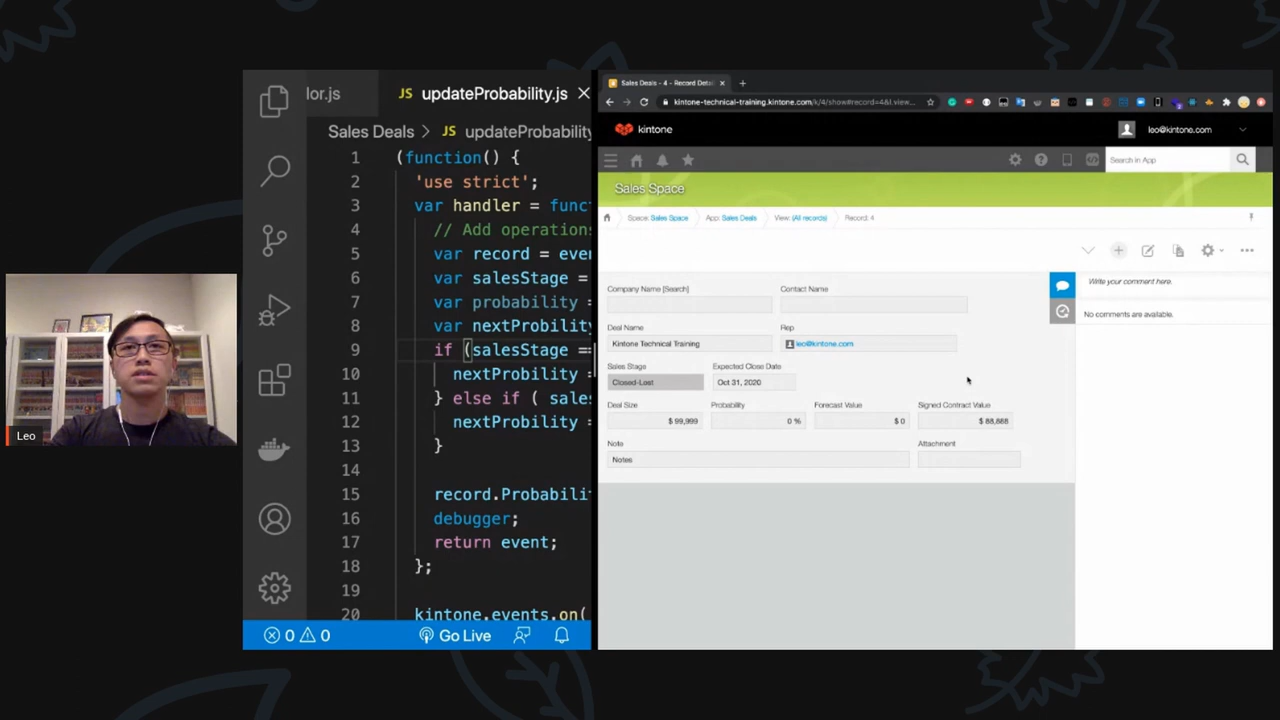 Leo
lor.js
JS updateProbability.js
Sales Deals > JS updateProbability
1 (function() {
2 'use strict';
3 var handler = func
4 // Add operations
5 var record = eve
6 var salesStage =
7 var probability =
8 var nextProbility
9 if (salesStage ==
10 nextProbility =
11 } else if ( sales
12 nextProbility =
13 }
14
15 record.Probabili
16 debugger;
17 return event;
18 };
19
20 kintone.events.on(
0 0 Go Live
Sales Deals - 4 - Record Detai
kintone-technical-training.kintone.com/k/4/show#record=4&l.view...
kintone
leo@kintone.com
Search in App
Sales Space
Space: Sales Space App: Sales Deals View: (All records) Record: 4
Company Name [Search] Contact Name
Deal Name Rep
Kintone Technical Training leo@kintone.com
Sales Stage Expected Close Date
Closed-Lost Oct 31, 2020
Deal Size Probability Forecast Value Signed Contract Value
$ 99,999 0 % $ 0 $ 88,888
Note Attachment
Notes
Write your comment here.
No comments are available.